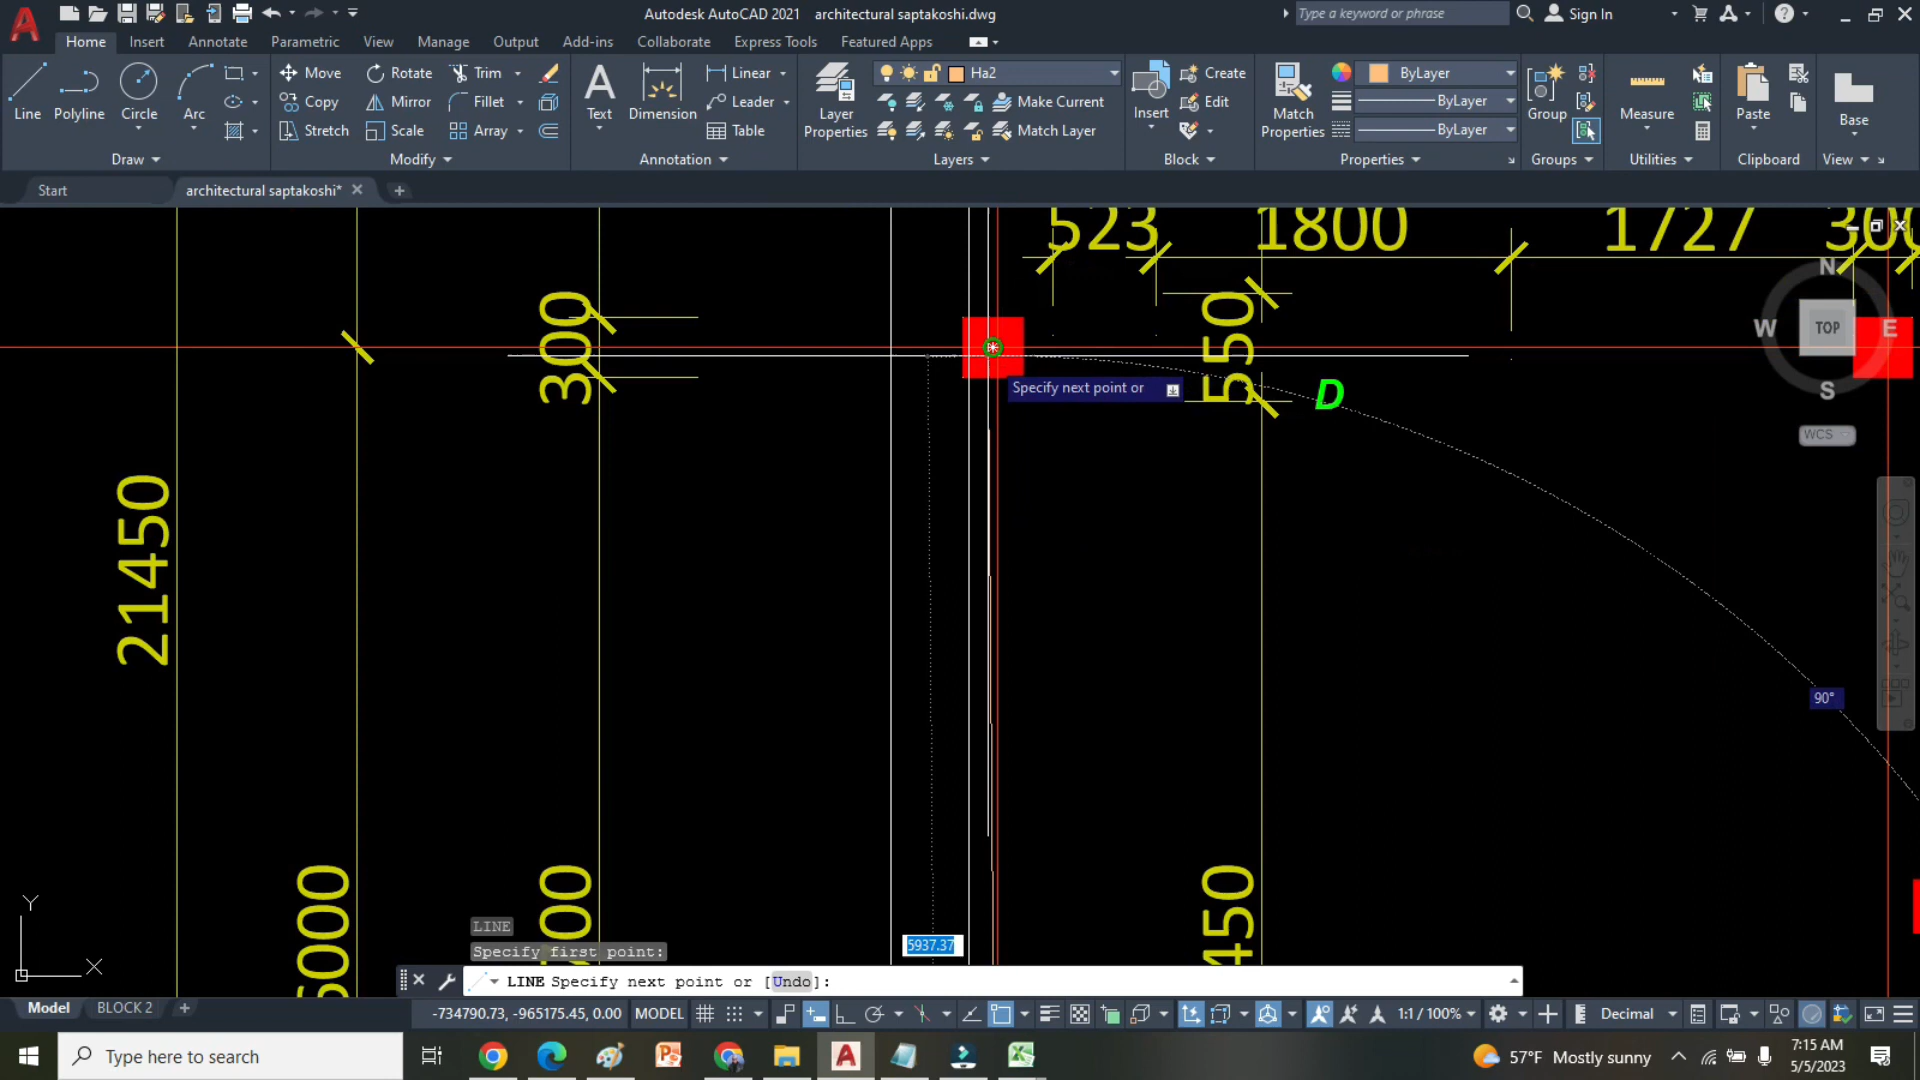 Autodesk AutoCAD 2021 architectural saptakoshi.dwg
Type a keyword or phrase
Sign In
Home Insert Annotate Parametric View Manage Output Add-ins Collaborate Express Tools Featured Apps
Line Polyline Circle Arc
Move Rotate Trim
Copy Mirror Fillet
Stretch Scale Array
Text Dimension
Linear
Leader
Table
Layer Properties
Ha2
Make Current
Match Layer
Insert
Create
Edit
Match Properties
ByLayer
ByLayer
ByLayer
Group Measure Paste Base
Draw Modify Annotation Layers Block Properties Groups Utilities Clipboard View
Start architectural saptakoshi*
523 1800 1727 300
N
W TOP E
S
WCS
300
550
D
Specify next point or
21450
90°
6000
450
5937.37
Y
X
LINE
Specify first point:
LINE Specify next point or [Undo]:
Model BLOCK 2
-734790.73, -965175.45, 0.00 MODEL 1:1 / 100% Decimal
Type here to search
57°F Mostly sunny
7:15 AM
5/5/2023